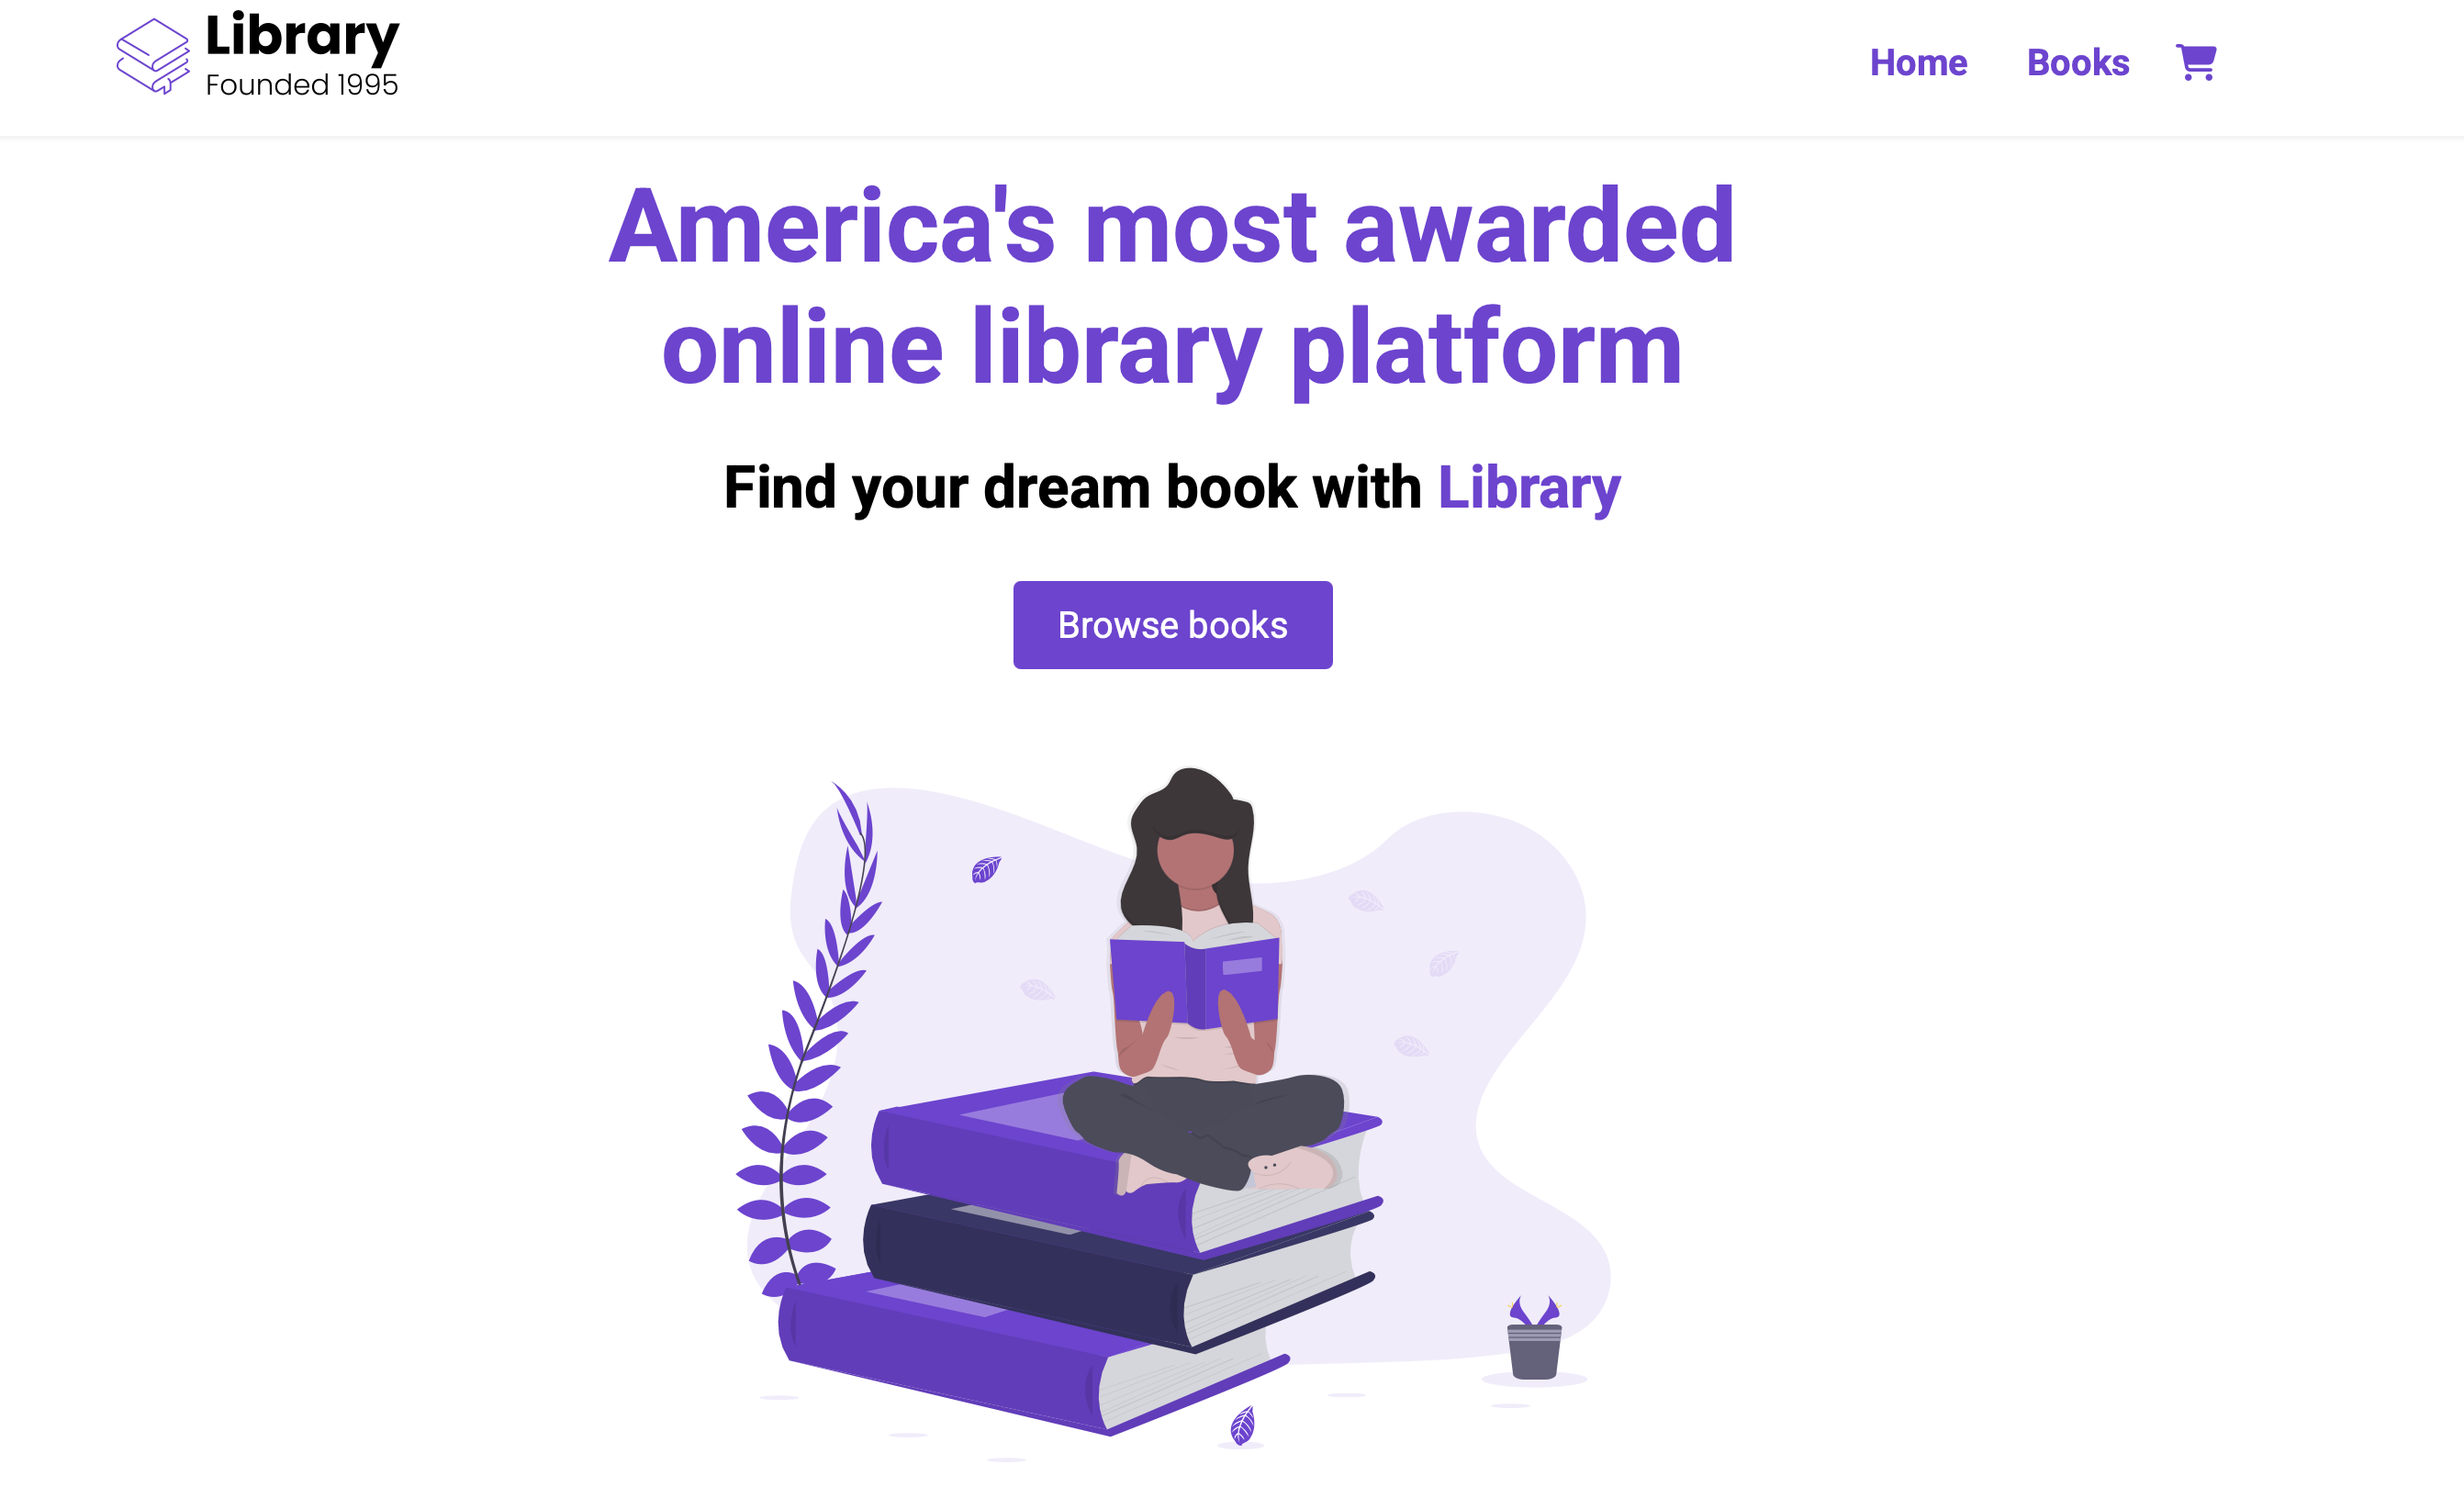 Library
Founded 1995
Home
Books
America's most awarded
online library platform
Find your dream book with Library
Browse books